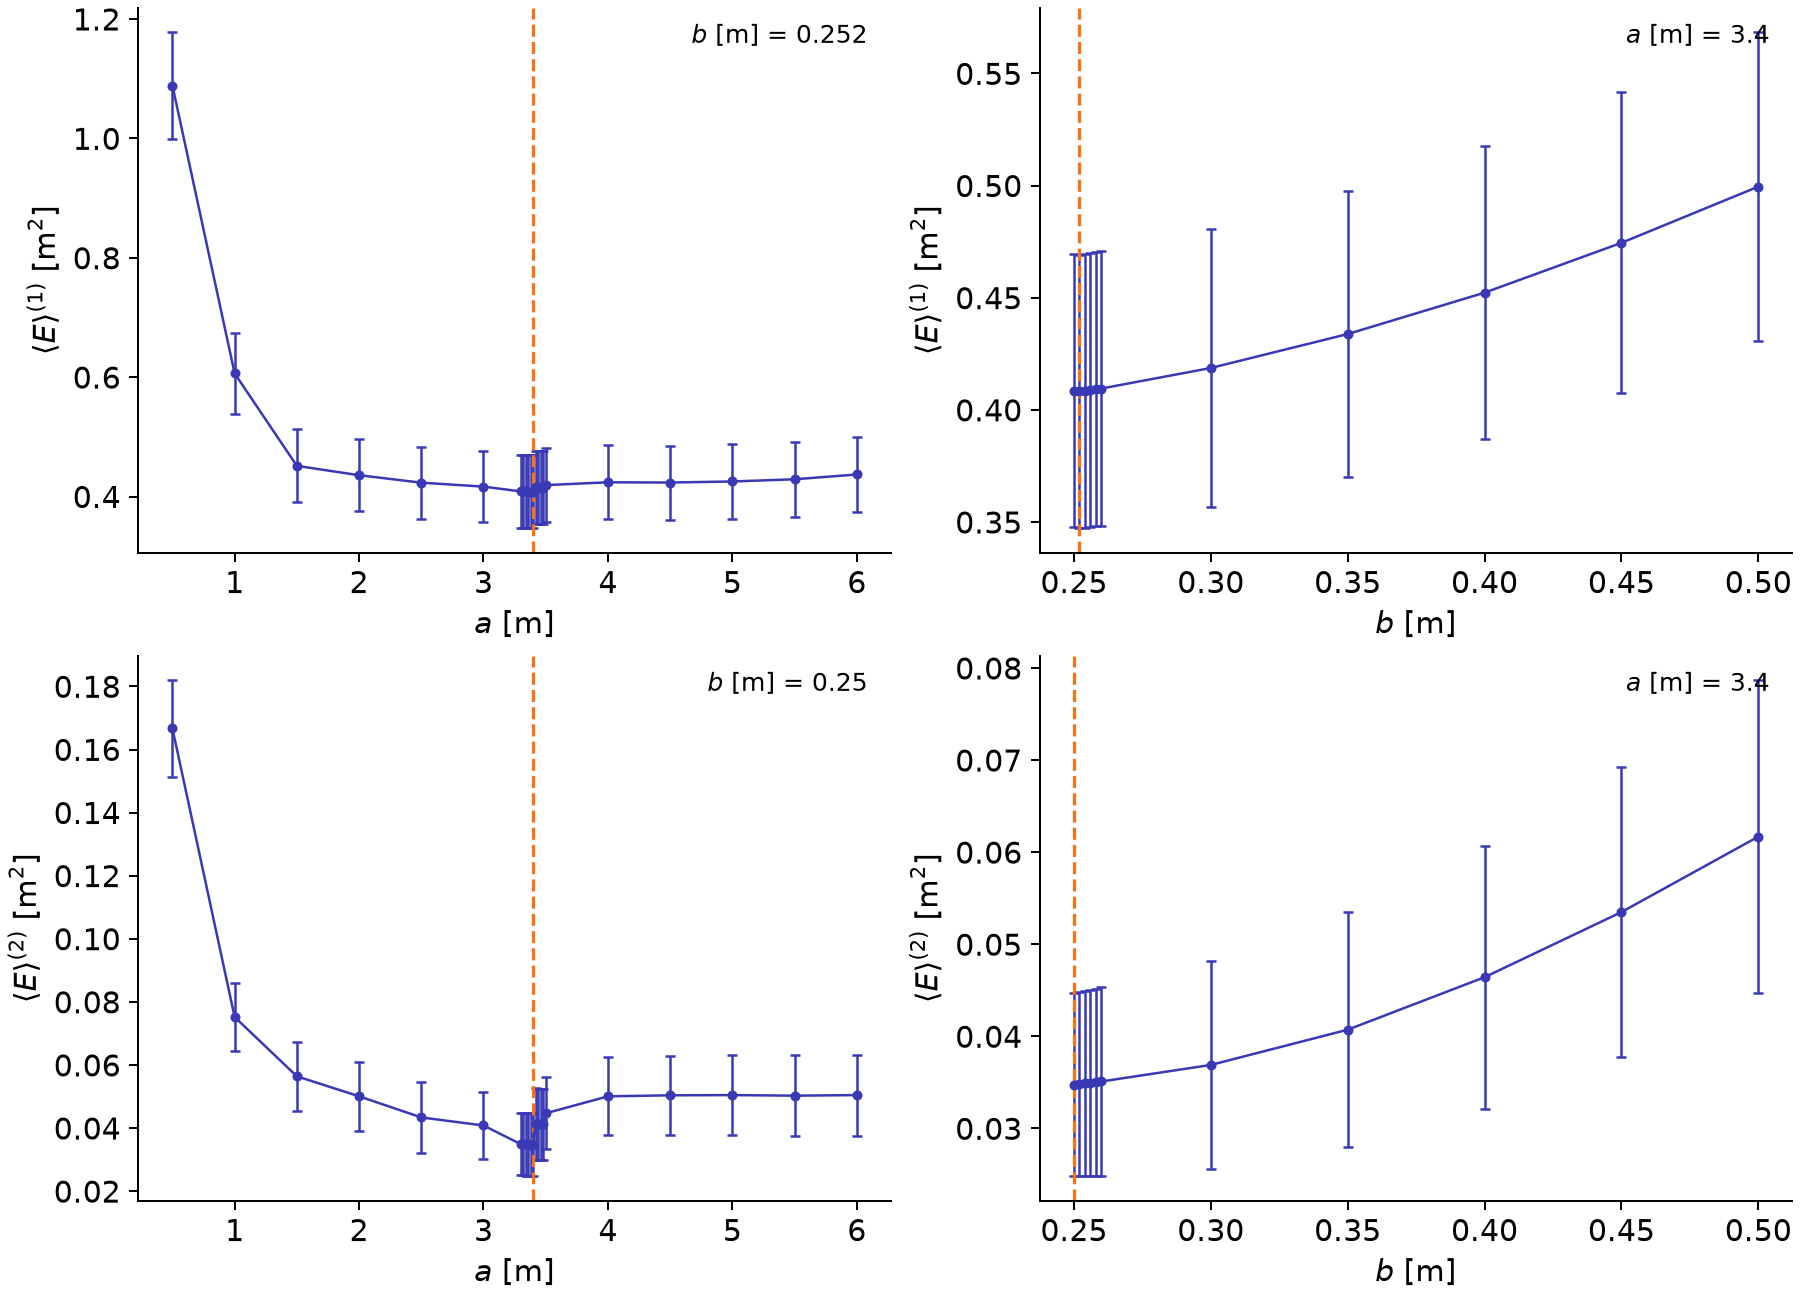 1.2
1.0
0.8
0.6
0.4
⟨E⟩⁽¹⁾ [m²]
b [m] = 0.252
1 2 3 4 5 6
a [m]
0.55
0.50
0.45
0.40
0.35
⟨E⟩⁽¹⁾ [m²]
a [m] = 3.4
0.25 0.30 0.35 0.40 0.45 0.50
b [m]
0.18
0.16
0.14
0.12
0.10
0.08
0.06
0.04
0.02
⟨E⟩⁽²⁾ [m²]
b [m] = 0.25
1 2 3 4 5 6
a [m]
0.08
0.07
0.06
0.05
0.04
0.03
⟨E⟩⁽²⁾ [m²]
a [m] = 3.4
0.25 0.30 0.35 0.40 0.45 0.50
b [m]